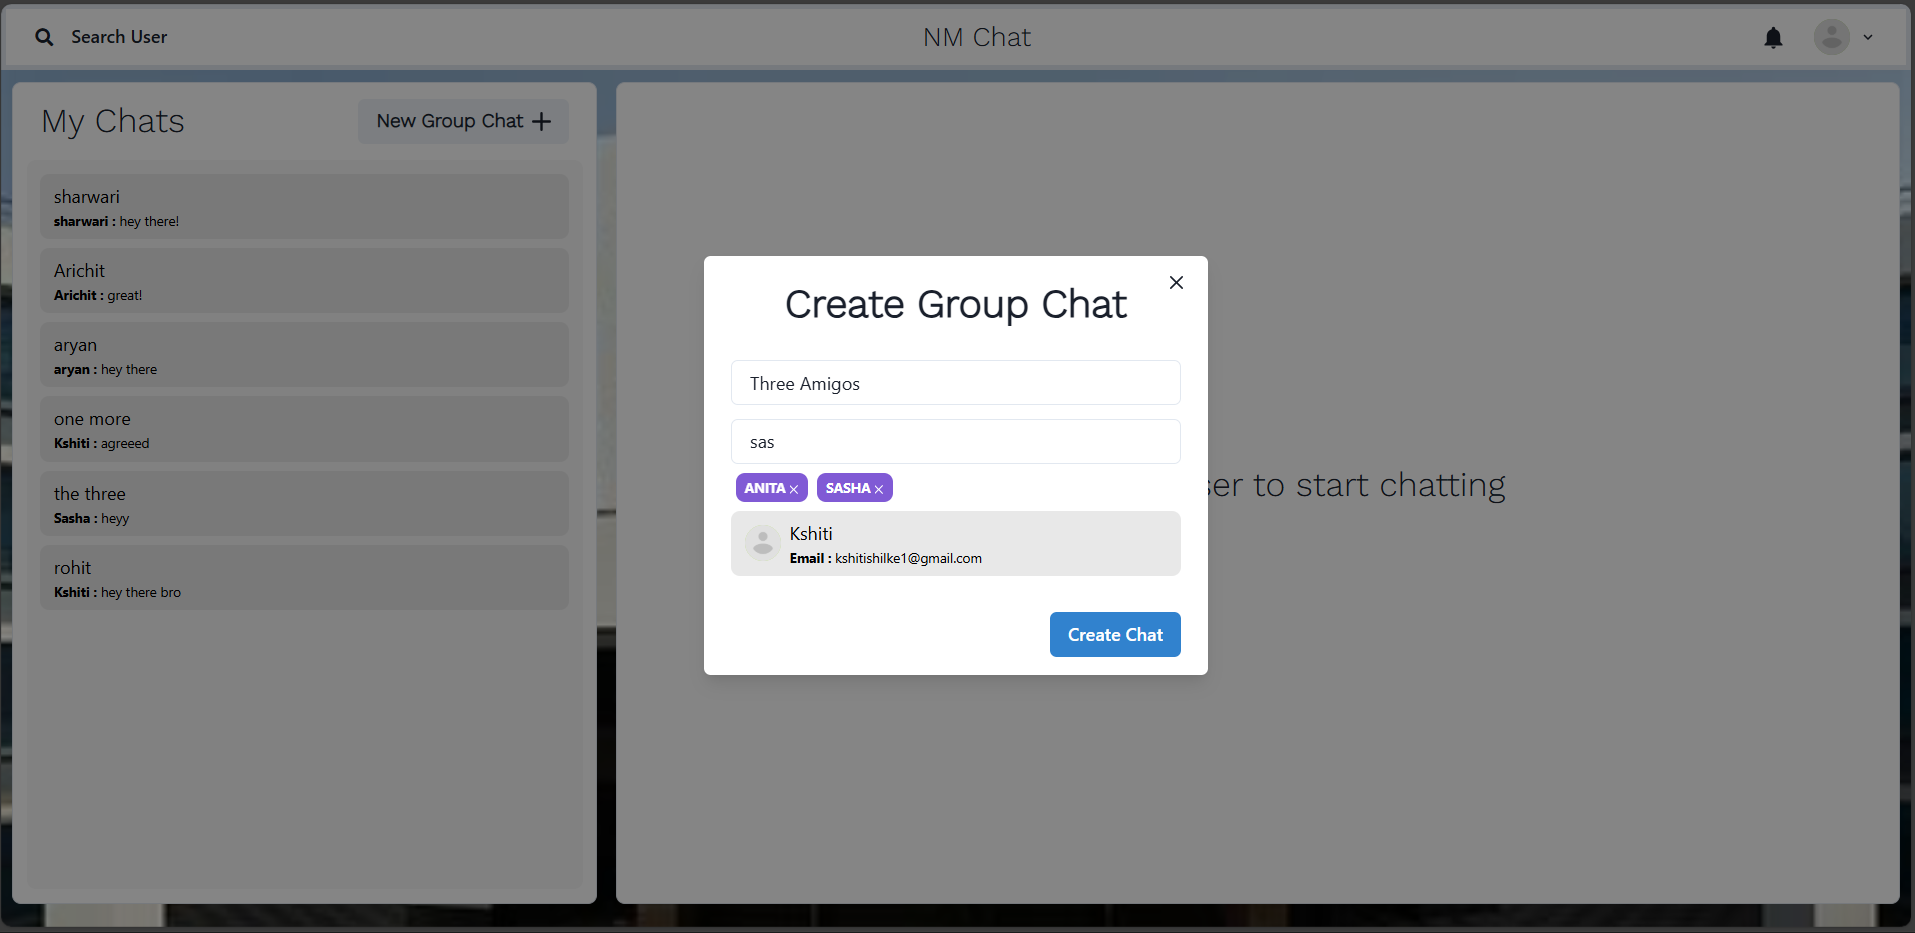 Search User
NM Chat
My Chats
New Group Chat
sharwari
sharwari : hey there!
Arichit
Arichit : great!
aryan
aryan : hey there
one more
Kshiti : agreeed
the three
Sasha : heyy
rohit
Kshiti : hey there bro
Create Group Chat
Three Amigos
sas
ANITA SASHA
Kshiti
Email : kshitishilke1@gmail.com
Create Chat
ser to start chatting